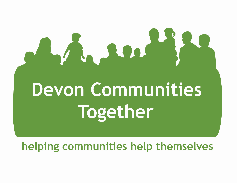 Devon Communities
Together
helping communities help themselves